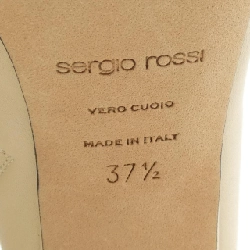 sergio rossi
VERO CUOIO
MADE IN ITALY
37½